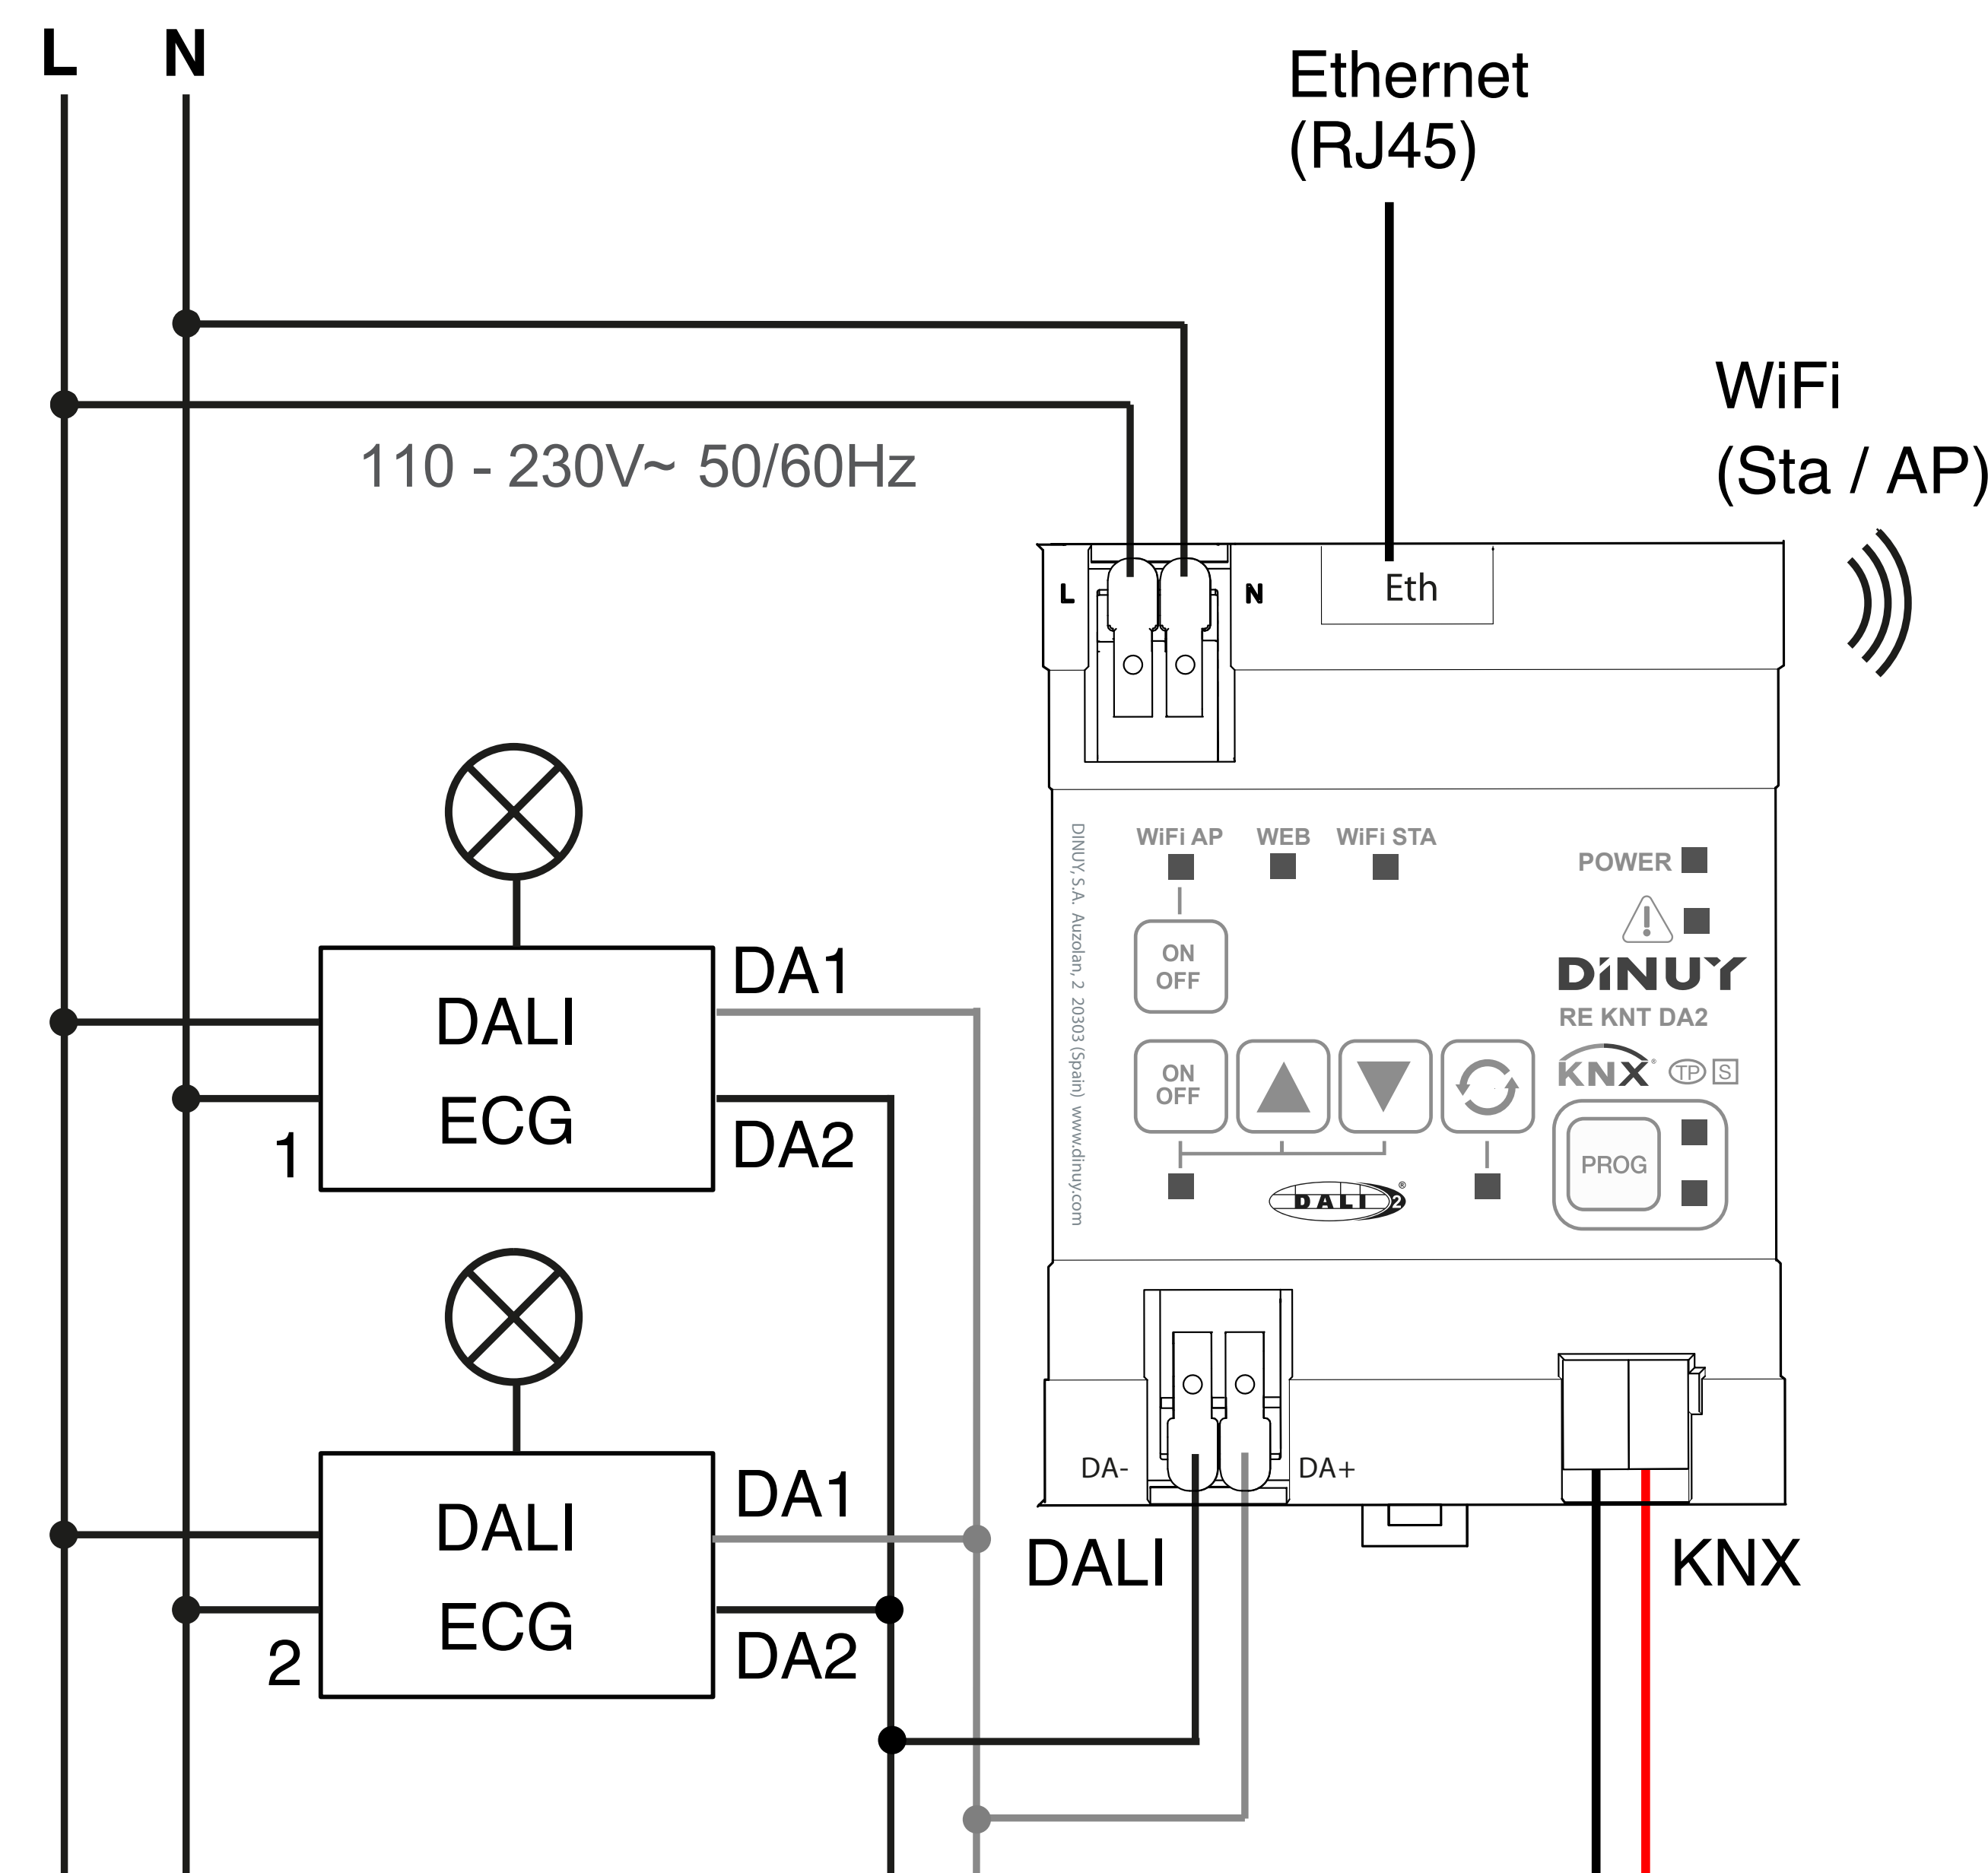 L N
Ethernet
(RJ45)
WiFi
(Sta / AP)
110 - 230V~ 50/60Hz
L N Eth
WiFi AP WEB WiFi STA
POWER
ON
OFF
DiNUY
RE KNT DA2
KNX® TP S
ON
OFF
PROG
DALI 2®
DINUY, S.A. Auzolan, 2 20303 (Spain) www.dinuy.com
DA1
DALI
ECG
1
DA2
DA- DA+
DA1
DALI
ECG
2
DA2
DALI
KNX